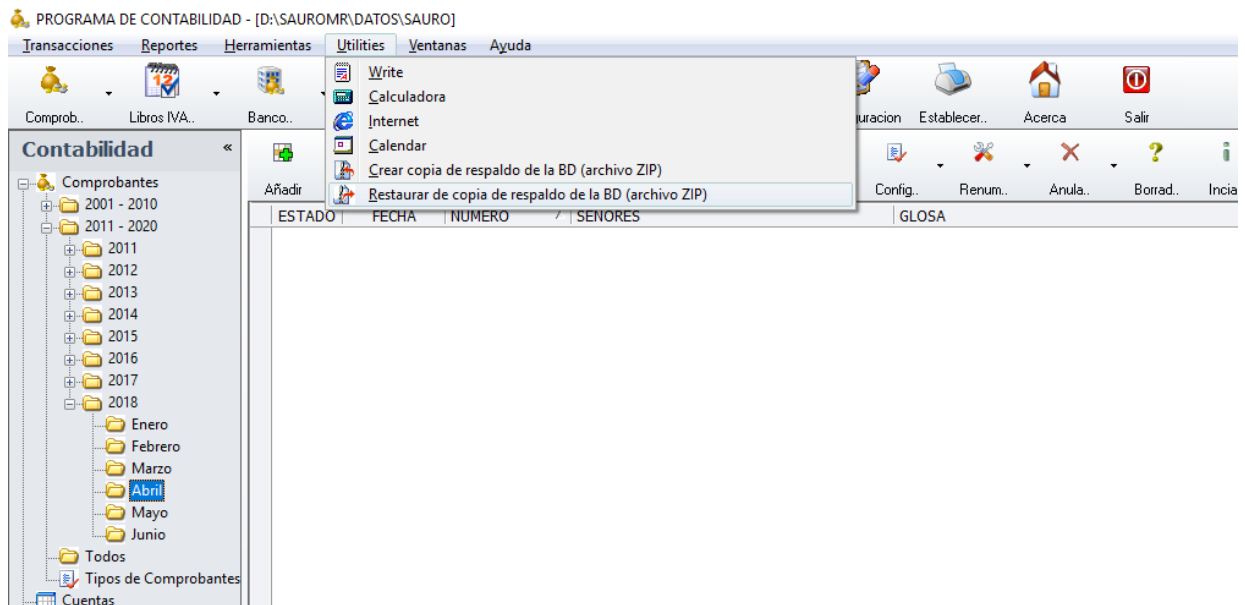 PROGRAMA DE CONTABILIDAD - [D:\SAUROMR\DATOS\SAURO]
Transacciones Reportes Herramientas Utilities Ventanas Ayuda
Write
Calculadora
Internet
Calendar
Crear copia de respaldo de la BD (archivo ZIP)
Restaurar de copia de respaldo de la BD (archivo ZIP)
Comprob.. Libros IVA.. Banco.. uracion Establecer.. Acerca Salir
Contabilidad «
Añadir Config.. Renum.. Anula.. Borrad.. Incia
ESTADO FECHA NUMERO SEÑORES GLOSA
Comprobantes
2001 - 2010
2011 - 2020
2011
2012
2013
2014
2015
2016
2017
2018
Enero
Febrero
Marzo
Abril
Mayo
Junio
Todos
Tipos de Comprobantes
Cuentas